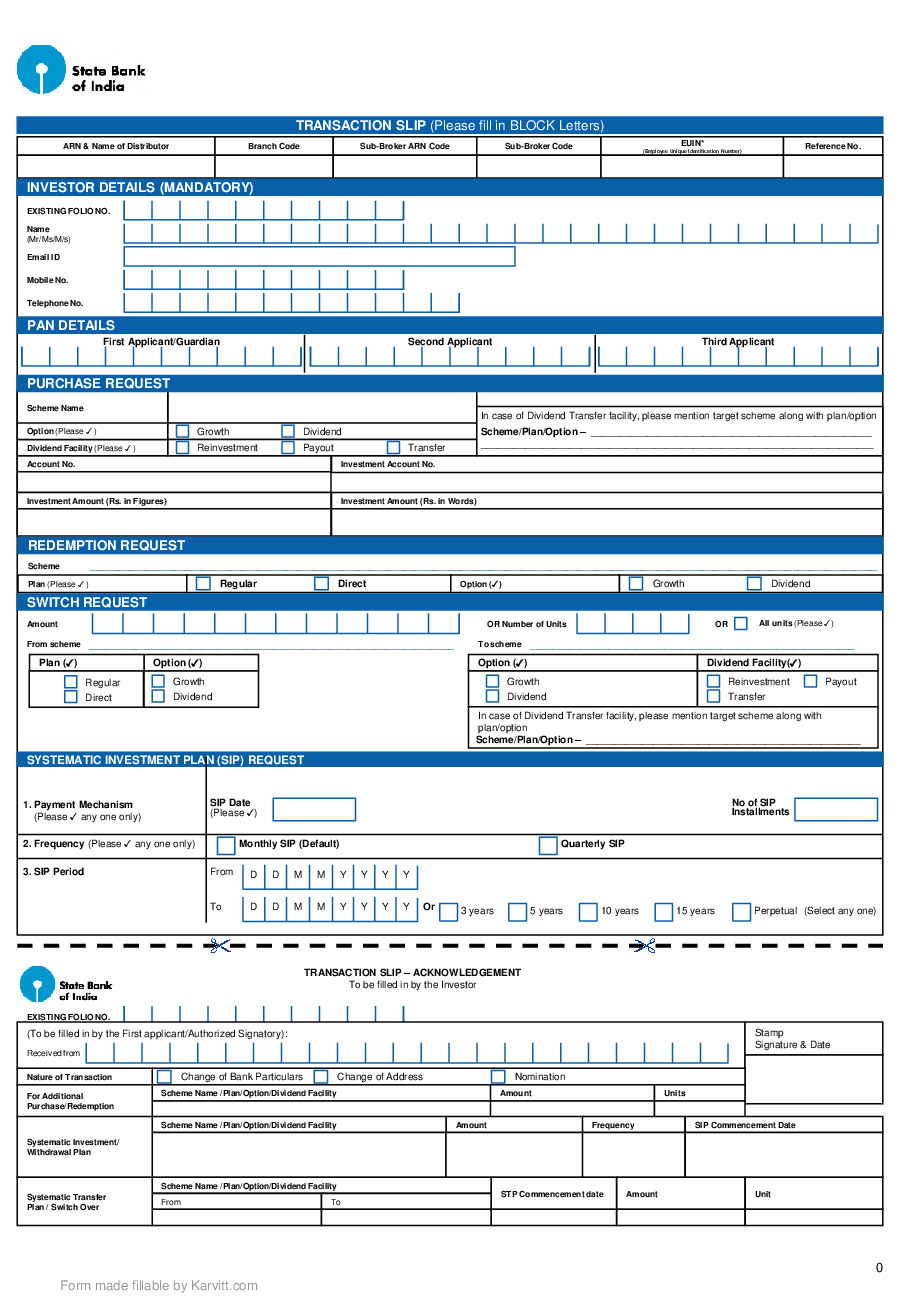 State Bank
of India
TRANSACTION SLIP (Please fill in BLOCK Letters)
ARN & Name of Distributor Branch Code Sub-Broker ARN Code Sub-Broker Code EUIN* Reference No.
(Employee Unique Identification Number)
INVESTOR DETAILS (MANDATORY)
EXISTING FOLIO NO.
Name
(Mr/Ms/M/s)
Email ID
Mobile No.
Telephone No.
PAN DETAILS
First Applicant/Guardian Second Applicant Third Applicant
PURCHASE REQUEST
Scheme Name
In case of Dividend Transfer facility, please mention target scheme along with plan/option
Option (Please ✓) Growth Dividend Scheme/Plan/Option –
Dividend Facility (Please ✓) Reinvestment Payout Transfer
Account No. Investment Account No.
Investment Amount (Rs. in Figures) Investment Amount (Rs. in Words)
REDEMPTION REQUEST
Scheme
Plan (Please ✓) Regular Direct Option (✓) Growth Dividend
SWITCH REQUEST
Amount OR Number of Units OR All units (Please ✓)
From scheme To scheme
Plan (✓) Option (✓) Option (✓) Dividend Facility(✓)
Regular Growth Growth Reinvestment Payout
Direct Dividend Dividend Transfer
In case of Dividend Transfer facility, please mention target scheme along with
plan/option
Scheme/Plan/Option –
SYSTEMATIC INVESTMENT PLAN (SIP) REQUEST
1. Payment Mechanism SIP Date No of SIP
(Please ✓ any one only) (Please ✓) Installments
2. Frequency (Please ✓ any one only) Monthly SIP (Default) Quarterly SIP
3. SIP Period From D D M M Y Y Y Y
To D D M M Y Y Y Y Or 3 years 5 years 10 years 15 years Perpetual (Select any one)
TRANSACTION SLIP – ACKNOWLEDGEMENT
To be filled in by the Investor
State Bank
of India
EXISTING FOLIO NO.
(To be filled in by the First applicant/Authorized Signatory): Stamp
Signature & Date
Received from
Nature of Transaction Change of Bank Particulars Change of Address Nomination
For Additional
Purchase/Redemption Scheme Name /Plan/Option/Dividend Facility Amount Units
Scheme Name /Plan/Option/Dividend Facility Amount Frequency SIP Commencement Date
Systematic Investment/
Withdrawal Plan
Scheme Name /Plan/Option/Dividend Facility
Systematic Transfer STP Commencement date Amount Unit
Plan / Switch Over From To
0
Form made fillable by Karvitt.com